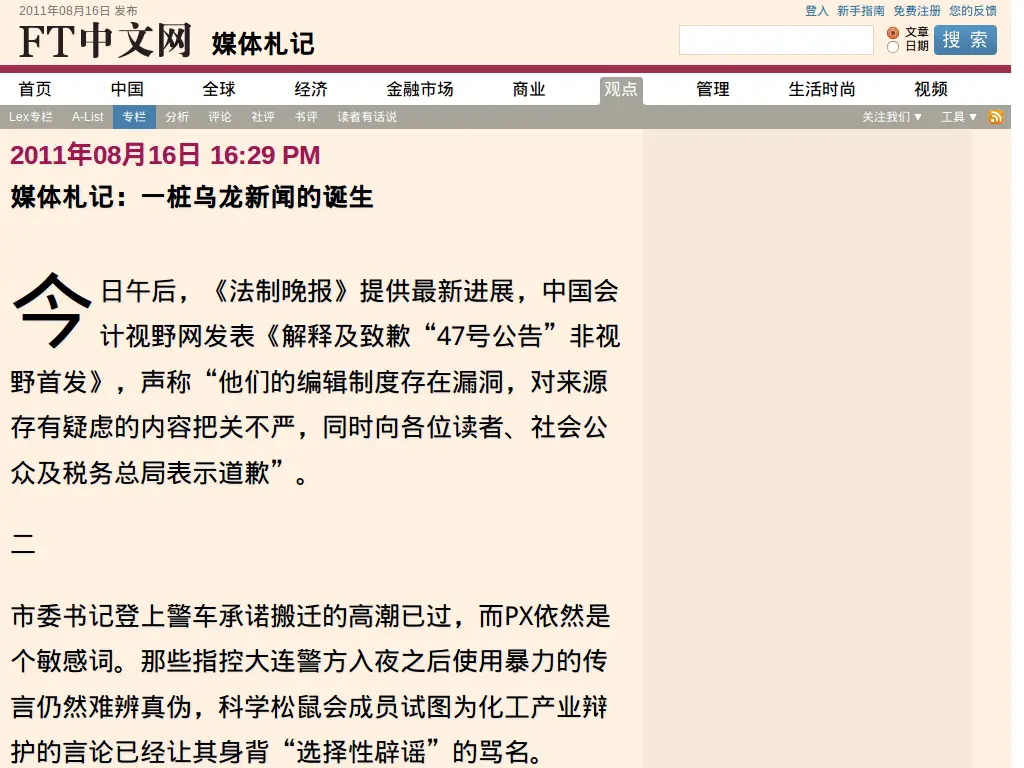 2011年08月16日 发布
登入 新手指南 免费注册 您的反馈
FT中文网 媒体札记
文章
日期
搜 索
首页 中国 全球 经济 金融市场 商业 观点 管理 生活时尚 视频
Lex专栏 A-List 专栏 分析 评论 社评 书评 读者有话说 关注我们▼ 工具▼
2011年08月16日 16:29 PM
媒体札记：一桩乌龙新闻的诞生
今日午后，《法制晚报》提供最新进展，中国会
计视野网发表《解释及致歉“47号公告”非视
野首发》，声称“他们的编辑制度存在漏洞，对来源
存有疑虑的内容把关不严，同时向各位读者、社会公
众及税务总局表示道歉”。
二
市委书记登上警车承诺搬迁的高潮已过，而PX依然是
个敏感词。那些指控大连警方入夜之后使用暴力的传
言仍然难辨真伪，科学松鼠会成员试图为化工产业辩
护的言论已经让其身背“选择性辟谣”的骂名。